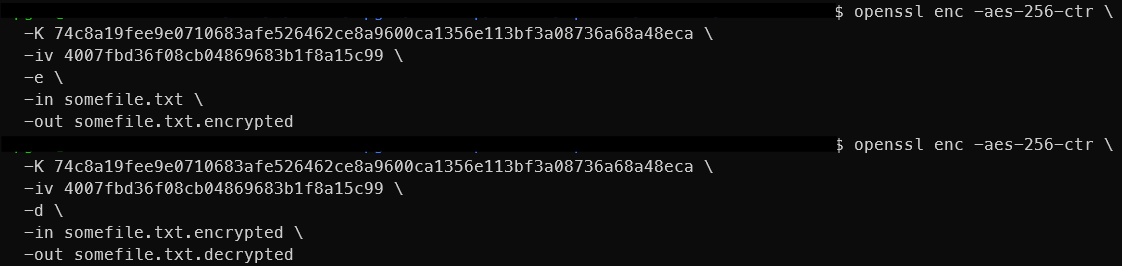 $ openssl enc -aes-256-ctr \
-K 74c8a19fee9e0710683afe526462ce8a9600ca1356e113bf3a08736a68a48eca \
-iv 4007fbd36f08cb04869683b1f8a15c99 \
-e \
-in somefile.txt \
-out somefile.txt.encrypted
$ openssl enc -aes-256-ctr \
-K 74c8a19fee9e0710683afe526462ce8a9600ca1356e113bf3a08736a68a48eca \
-iv 4007fbd36f08cb04869683b1f8a15c99 \
-d \
-in somefile.txt.encrypted \
-out somefile.txt.decrypted